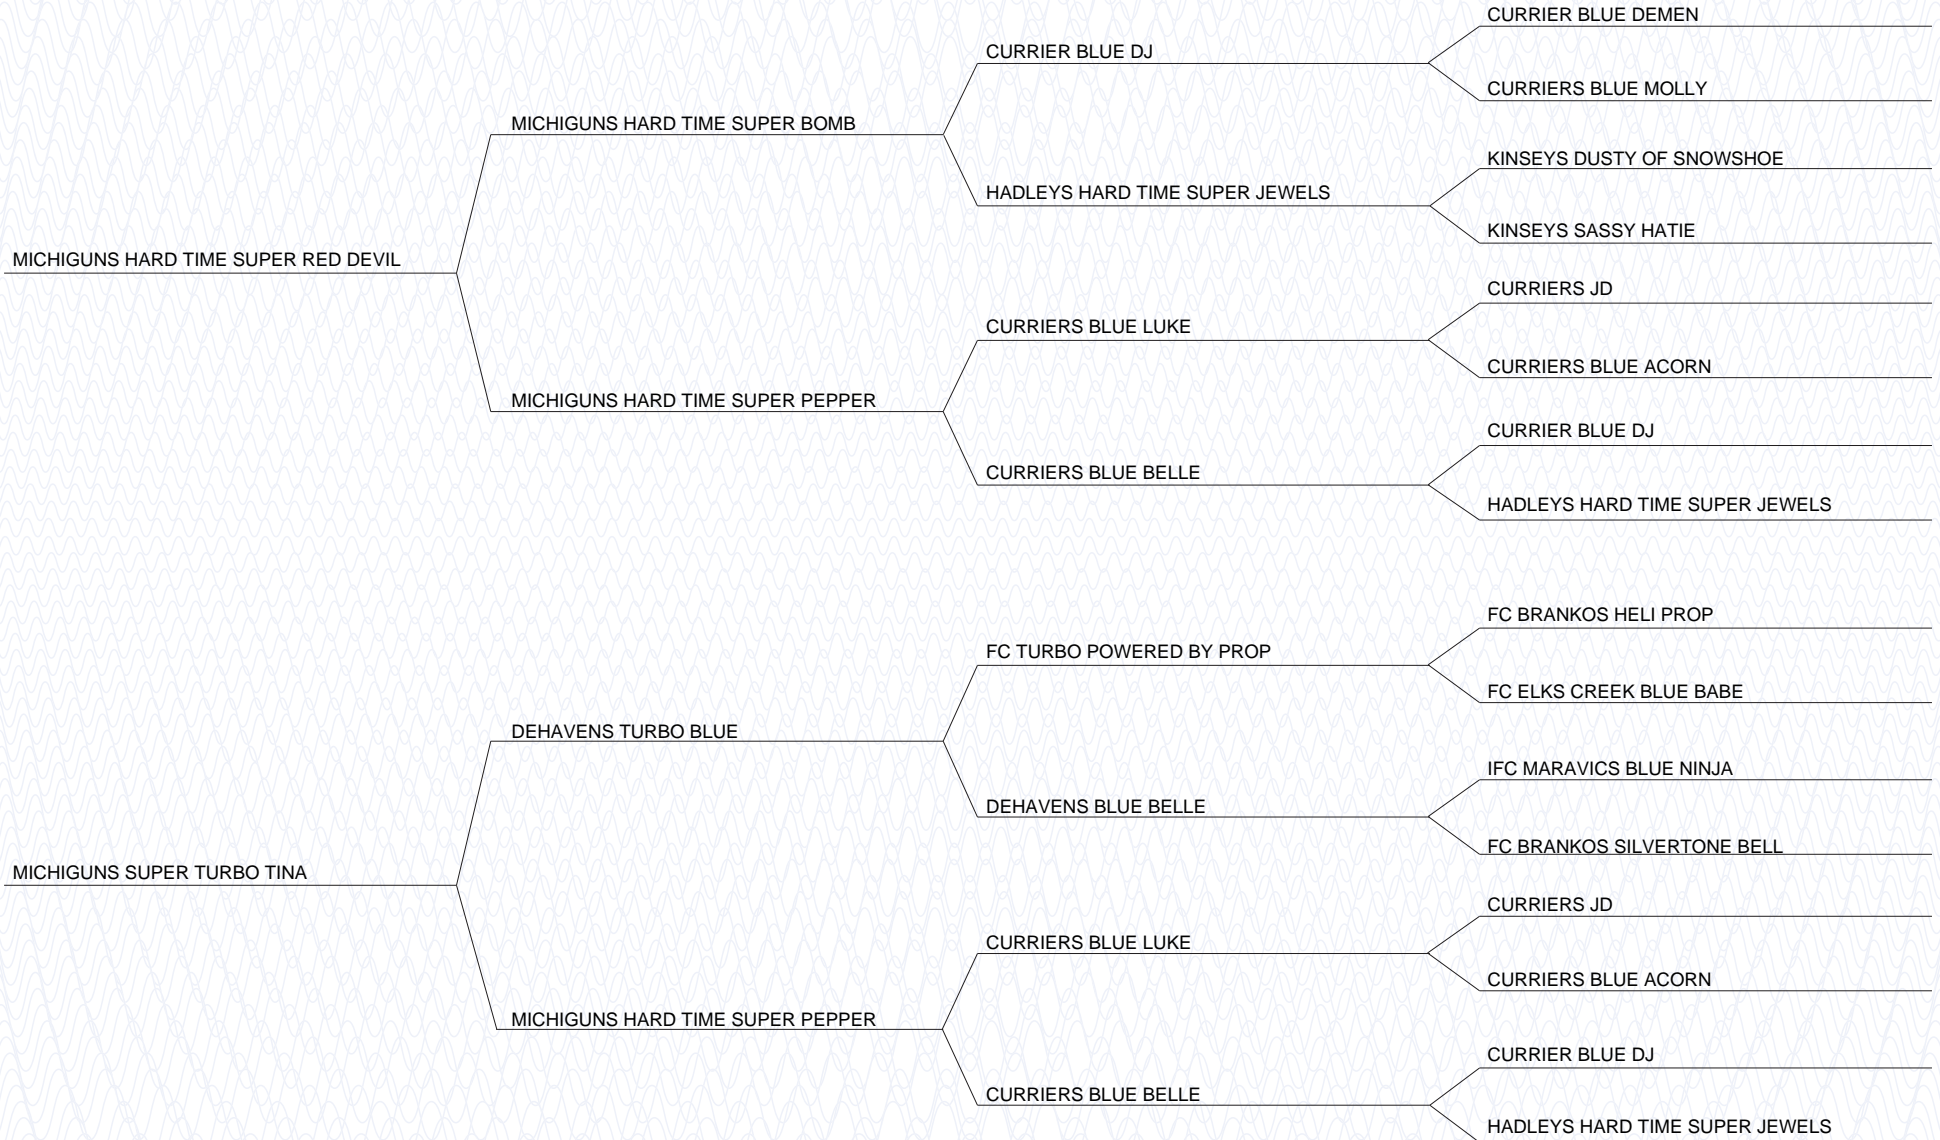 CURRIER BLUE DEMEN
CURRIER BLUE DJ
CURRIERS BLUE MOLLY
MICHIGUNS HARD TIME SUPER BOMB
KINSEYS DUSTY OF SNOWSHOE
HADLEYS HARD TIME SUPER JEWELS
KINSEYS SASSY HATIE
MICHIGUNS HARD TIME SUPER RED DEVIL
CURRIERS JD
CURRIERS BLUE LUKE
CURRIERS BLUE ACORN
MICHIGUNS HARD TIME SUPER PEPPER
CURRIER BLUE DJ
CURRIERS BLUE BELLE
HADLEYS HARD TIME SUPER JEWELS
FC BRANKOS HELI PROP
FC TURBO POWERED BY PROP
FC ELKS CREEK BLUE BABE
DEHAVENS TURBO BLUE
IFC MARAVICS BLUE NINJA
DEHAVENS BLUE BELLE
FC BRANKOS SILVERTONE BELL
MICHIGUNS SUPER TURBO TINA
CURRIERS JD
CURRIERS BLUE LUKE
CURRIERS BLUE ACORN
MICHIGUNS HARD TIME SUPER PEPPER
CURRIER BLUE DJ
CURRIERS BLUE BELLE
HADLEYS HARD TIME SUPER JEWELS